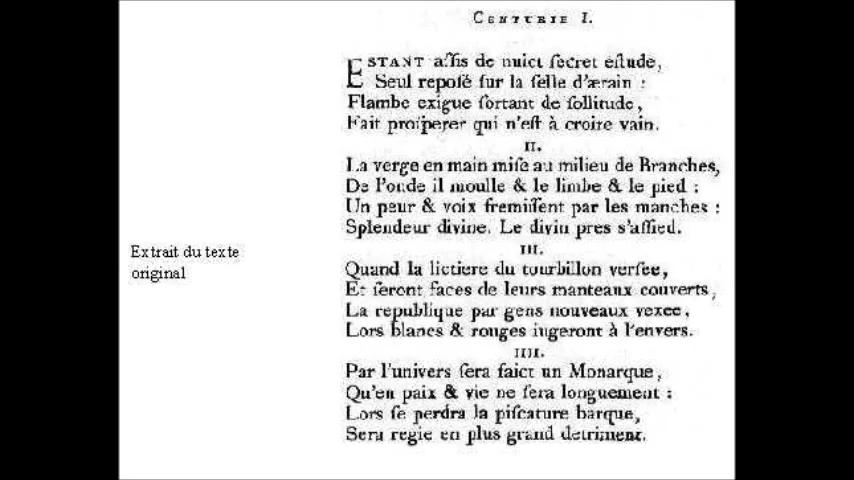 CENTURIE I.
ESTANT aſſis de nuict ſecret eſtude,
Seul repoſé ſur la ſelle d'ærain :
Flambe exigue ſortant de ſollitude,
Fait proſperer qui n'eſt à croire vain.
II.
La verge en main miſe au milieu de Branches,
De l'onde il moulle & le limbe & le pied :
Un peur & voix fremiſſent par les manches :
Splendeur divine. Le divin pres s'aſſied.
III.
Extrait du texte
original
Quand la lictiere du tourbillon verſee,
Et ſeront faces de leurs manteaux couverts,
La republique par gens nouveaux vexee,
Lors blancs & rouges iugeront à l'envers.
IIII.
Par l'univers ſera faict un Monarque,
Qu'en paix & vie ne ſera longuement :
Lors ſe perdra la piſcature barque,
Sera regie en plus grand detriment.